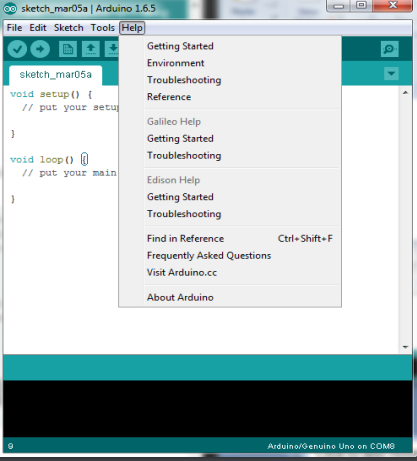 sketch_mar05a | Arduino 1.6.5
File Edit Sketch Tools Help
sketch_mar05a
void setup() {
// put your setup
}
void loop() {
// put your main
}
Getting Started
Environment
Troubleshooting
Reference
Galileo Help
Getting Started
Troubleshooting
Edison Help
Getting Started
Troubleshooting
Find in Reference Ctrl+Shift+F
Frequently Asked Questions
Visit Arduino.cc
About Arduino
9 Arduino/Genuino Uno on COM8